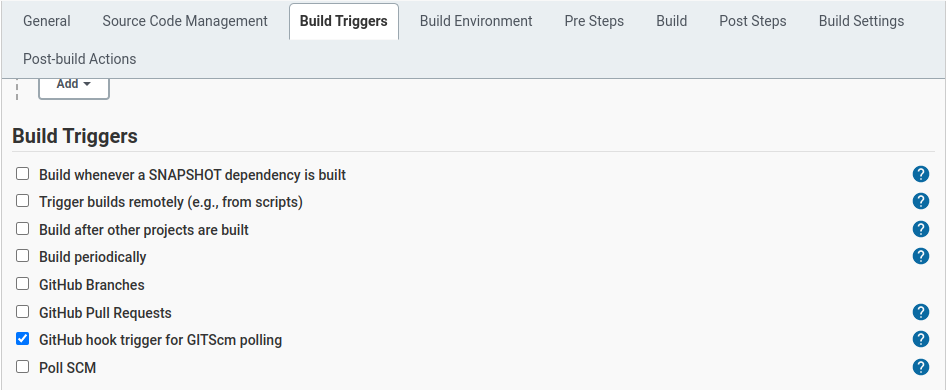 General Source Code Management Build Triggers Build Environment Pre Steps Build Post Steps Build Settings
Post-build Actions
Add
Build Triggers
Build whenever a SNAPSHOT dependency is built ?
Trigger builds remotely (e.g., from scripts) ?
Build after other projects are built ?
Build periodically ?
GitHub Branches
GitHub Pull Requests ?
GitHub hook trigger for GITScm polling ?
Poll SCM ?